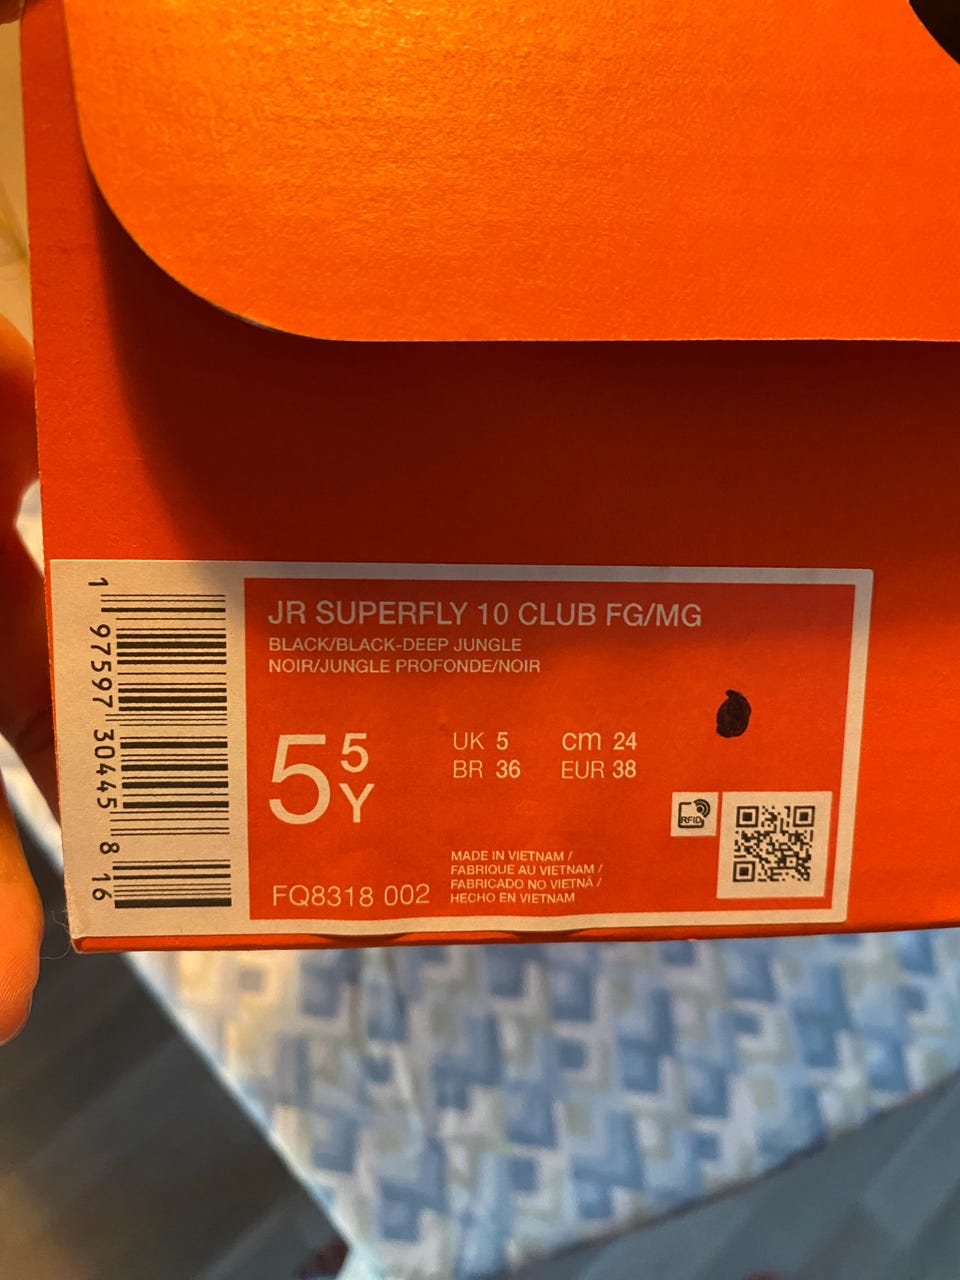 JR SUPERFLY 10 CLUB FG/MG
BLACK/BLACK-DEEP JUNGLE
NOIR/JUNGLE PROFONDE/NOIR
5 5 Y
UK 5 cm 24
BR 36 EUR 38
RFID
MADE IN VIETNAM /
FABRIQUE AU VIETNAM /
FABRICADO NO VIETNÃ /
HECHO EN VIETNAM
FQ8318 002
1 97597 30445 8 16